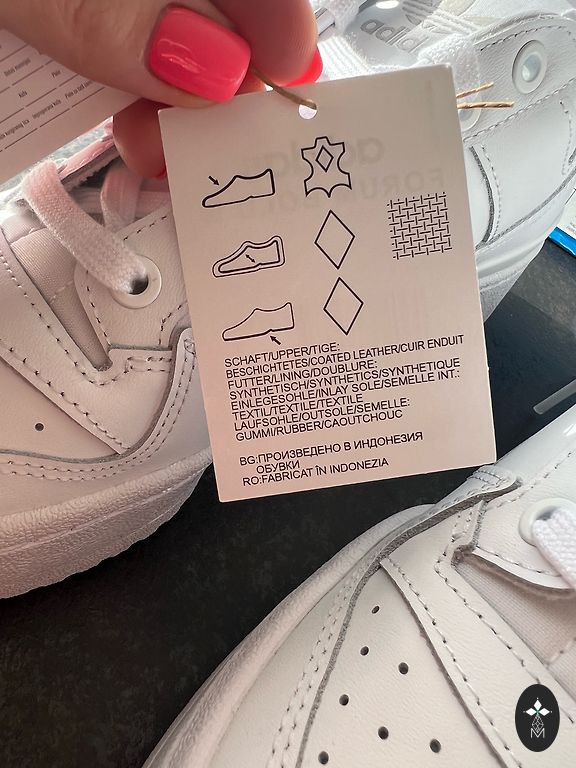 adidas
SCHAFT/UPPER/TIGE:
BESCHICHTETES/COATED LEATHER/CUIR ENDUIT
FUTTER/LINING/DOUBLURE:
SYNTHETISCH/SYNTHETICS/SYNTHETIQUE
EINLEGESOHLE/INLAY SOLE/SEMELLE INT.:
TEXTIL/TEXTILE/TEXTILE
LAUFSOHLE/OUTSOLE/SEMELLE:
GUMMI/RUBBER/CAOUTCHOUC
BG:ПРОИЗВЕДЕНО В ИНДОНЕЗИЯ
ОБУВКИ
RO:FABRICAT ÎN INDONEZIA